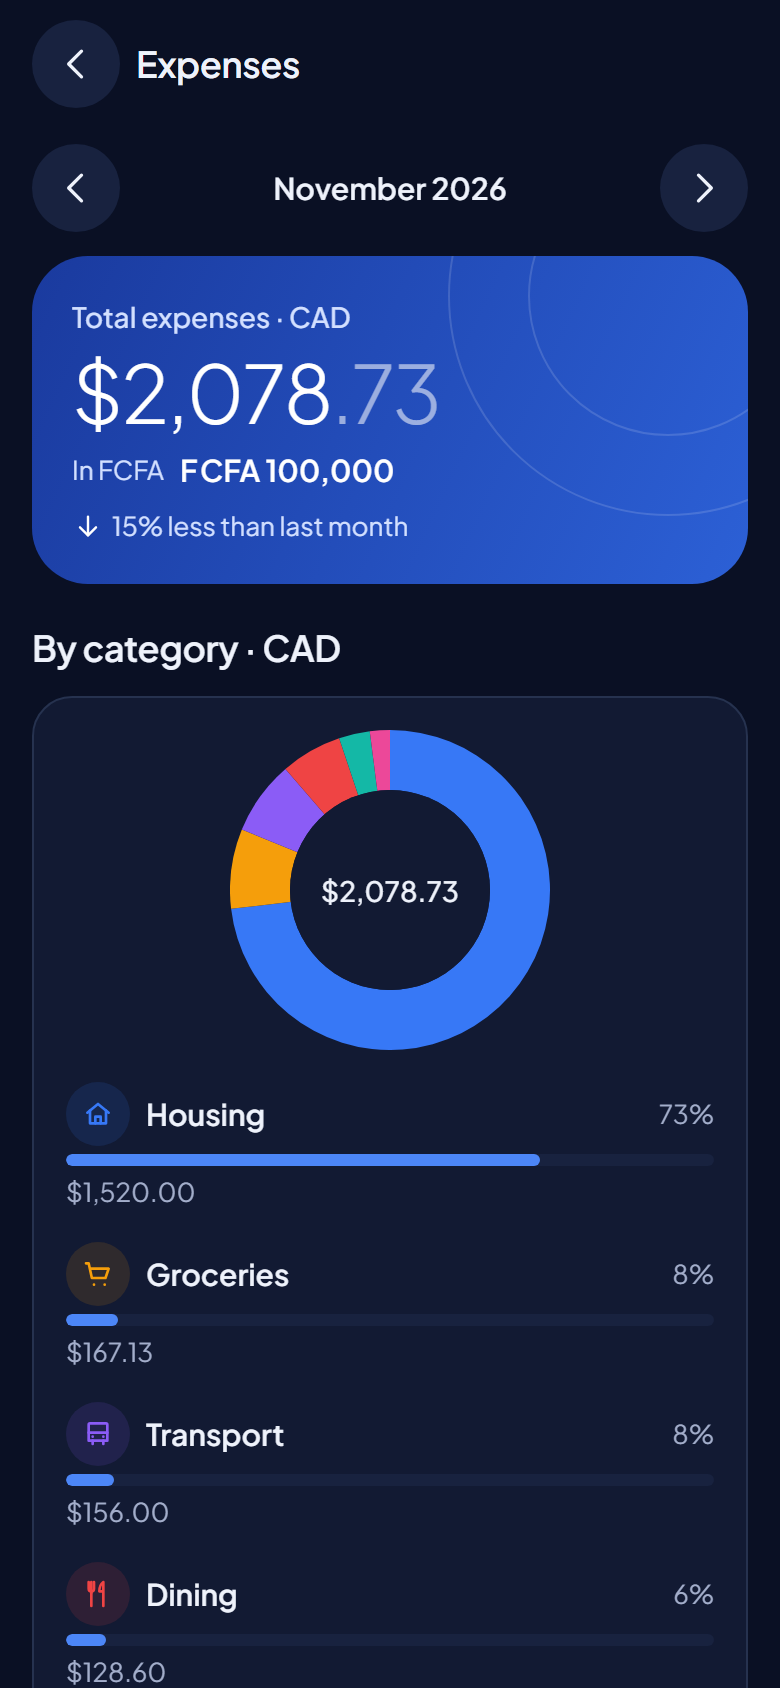 Expenses
November 2026
Total expenses · CAD
$2,078.73
In FCFA FCFA 100,000
15% less than last month
By category · CAD
$2,078.73
Housing 73%
$1,520.00
Groceries 8%
$167.13
Transport 8%
$156.00
Dining 6%
$128.60